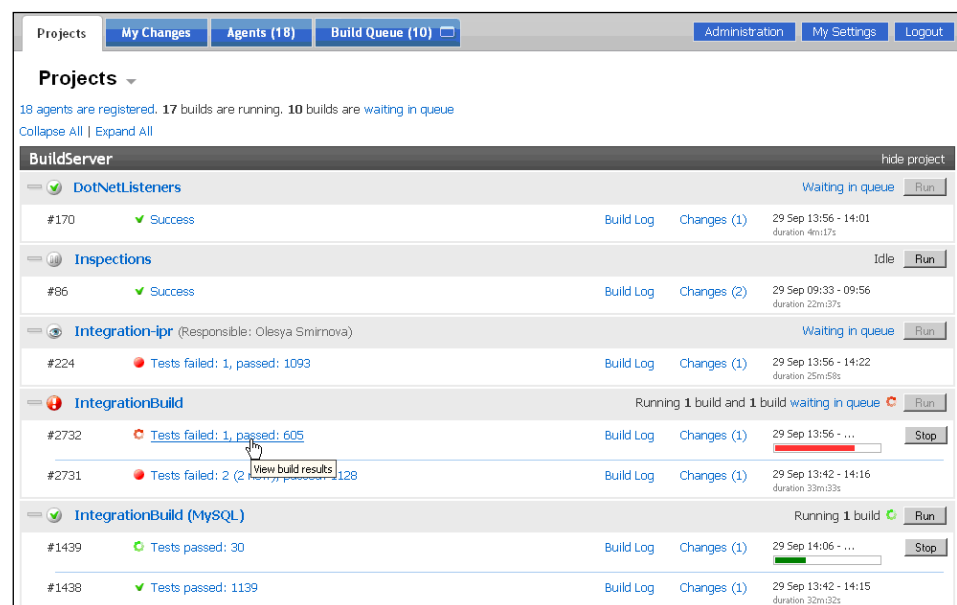 Projects My Changes Agents (18) Build Queue (10) Administration My Settings Logout
Projects
18 agents are registered. 17 builds are running. 10 builds are waiting in queue
Collapse All | Expand All
BuildServer hide project
DotNetListeners Waiting in queue Run
#170 Success Build Log Changes (1) 29 Sep 13:56 - 14:01
duration 4m:17s
Inspections Idle Run
#86 Success Build Log Changes (2) 29 Sep 09:33 - 09:56
duration 22m:37s
Integration-ipr (Responsible: Olesya Smirnova) Waiting in queue Run
#224 Tests failed: 1, passed: 1093 Build Log Changes (1) 29 Sep 13:56 - 14:22
duration 25m:58s
IntegrationBuild Running 1 build and 1 build waiting in queue Run
#2732 Tests failed: 1, passed: 605 Build Log Changes (1) 29 Sep 13:56 - ... Stop
View build results
#2731 Tests failed: 2 (2 128 Build Log Changes (1) 29 Sep 13:42 - 14:16
duration 33m:33s
IntegrationBuild (MySQL) Running 1 build Run
#1439 Tests passed: 30 Build Log Changes (1) 29 Sep 14:06 - ... Stop
#1438 Tests passed: 1139 Build Log Changes (1) 29 Sep 13:42 - 14:15
duration 32m:32s